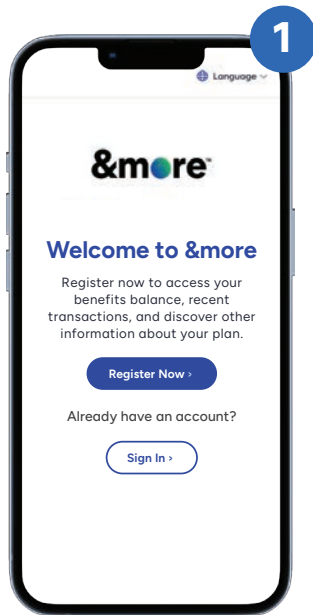 1
Language
&more™
Welcome to &more
Register now to access your
benefits balance, recent
transactions, and discover other
information about your plan.
Register Now ›
Already have an account?
Sign In ›